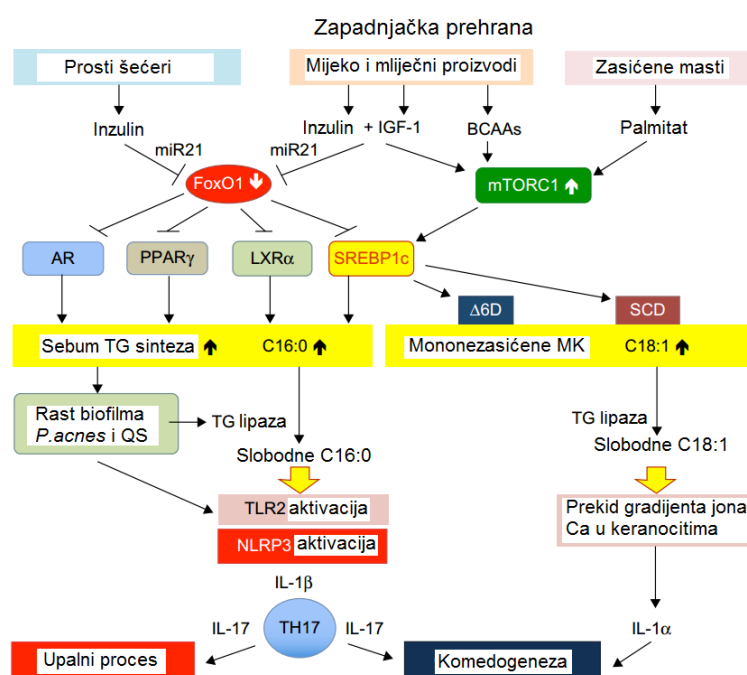 Zapadnjačka prehrana
Prosti šećeri
Mijeko i mliječni proizvodi
Zasićene masti
Inzulin
Inzulin + IGF-1
BCAAs
Palmitat
miR21
miR21
FoxO1
mTORC1
AR
PPARγ
LXRα
SREBP1c
Δ6D
SCD
Sebum TG sinteza
C16:0
Mononezasićene MK
C18:1
Rast biofilma
P.acnes i QS
TG lipaza
TG lipaza
Slobodne C16:0
Slobodne C18:1
TLR2 aktivacija
NLRP3 aktivacija
Prekid gradijenta jona
Ca u keranocitima
IL-1β
IL-17
TH17
IL-17
IL-1α
Upalni proces
Komedogeneza